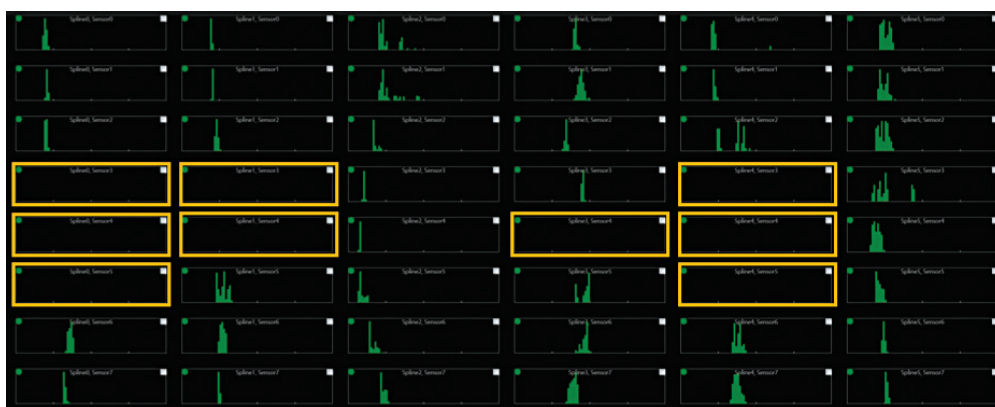 Spline0, Sensor0 Spline1, Sensor0 Spline2, Sensor0 Spline3, Sensor0 Spline4, Sensor0 Spline5, Sensor0
Spline0, Sensor1 Spline1, Sensor1 Spline2, Sensor1 Spline3, Sensor1 Spline4, Sensor1 Spline5, Sensor1
Spline0, Sensor2 Spline1, Sensor2 Spline2, Sensor2 Spline3, Sensor2 Spline4, Sensor2 Spline5, Sensor2
Spline0, Sensor3 Spline1, Sensor3 Spline2, Sensor3 Spline3, Sensor3 Spline4, Sensor3 Spline5, Sensor3
Spline0, Sensor4 Spline1, Sensor4 Spline2, Sensor4 Spline3, Sensor4 Spline4, Sensor4 Spline5, Sensor4
Spline0, Sensor5 Spline1, Sensor5 Spline2, Sensor5 Spline3, Sensor5 Spline4, Sensor5 Spline5, Sensor5
Spline0, Sensor6 Spline1, Sensor6 Spline2, Sensor6 Spline3, Sensor6 Spline4, Sensor6 Spline5, Sensor6
Spline0, Sensor7 Spline1, Sensor7 Spline2, Sensor7 Spline3, Sensor7 Spline4, Sensor7 Spline5, Sensor7